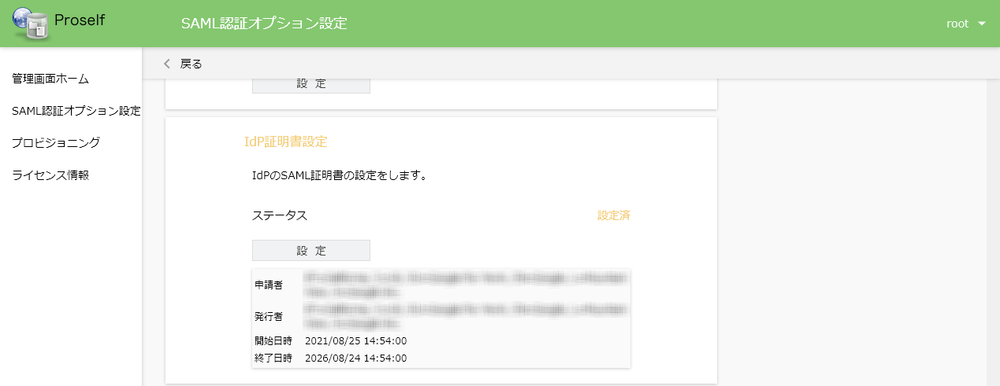 Proself
SAML認証オプション設定
root
戻る
管理画面ホーム
SAML認証オプション設定
プロビジョニング
ライセンス情報
設 定
IdP証明書設定
IdPのSAML証明書の設定をします。
ステータス
設定済
設 定
申請者
発行者
開始日時 2021/08/25 14:54:00
終了日時 2026/08/24 14:54:00